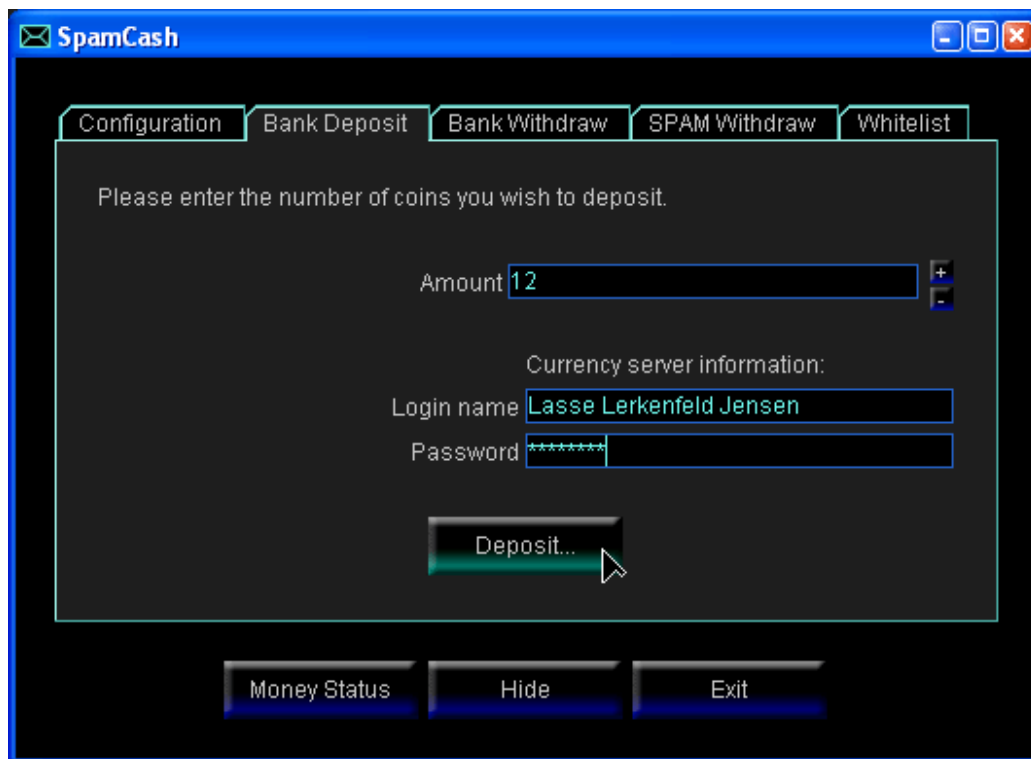 SpamCash
Configuration Bank Deposit Bank Withdraw SPAM Withdraw Whitelist
Please enter the number of coins you wish to deposit.
Amount 12 +
-
Currency server information:
Login name Lasse Lerkenfeld Jensen
Password ********
Deposit...
Money Status Hide Exit